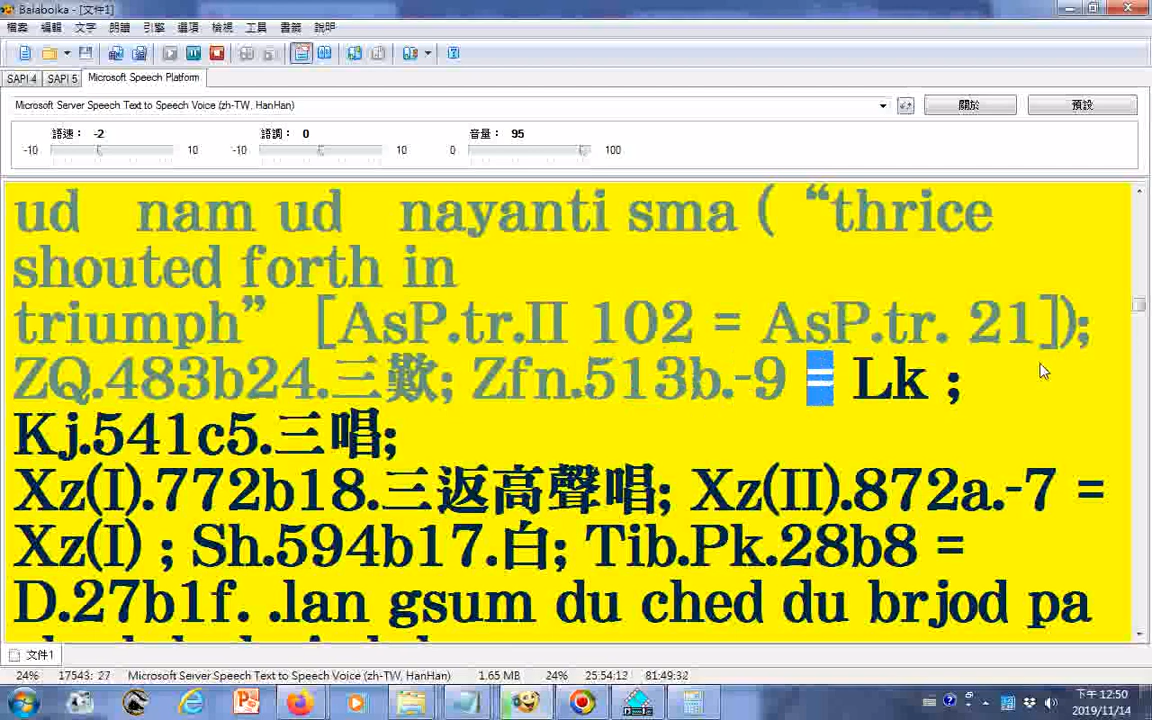 Balabolka - [文件1]
檔案 編輯 文字 朗讀 引擎 選項 檢視 工具 書籤 說明
SAPI 4 SAPI 5 Microsoft Speech Platform
Microsoft Server Speech Text to Speech Voice (zh-TW, HanHan) 關於 預設
語速： -2 語調： 0 音量： 95
-10 10 -10 10 0 100
ud nam ud nayanti sma ( “thrice
shouted forth in
triumph” [AsP.tr.II 102 = AsP.tr. 21]);
ZQ.483b24.三歎; Zfn.513b.-9 = Lk ;
Kj.541c5.三唱;
Xz(I).772b18.三返高聲唱; Xz(II).872a.-7 =
Xz(I) ; Sh.594b17.白; Tib.Pk.28b8 =
D.27b1f. .lan gsum du ched du brjod pa
文件1
24% 17543: 27 Microsoft Server Speech Text to Speech Voice (zh-TW, HanHan) 1.65 MB 24% 25:54:12 81:49:32
下午 12:50
2019/11/14